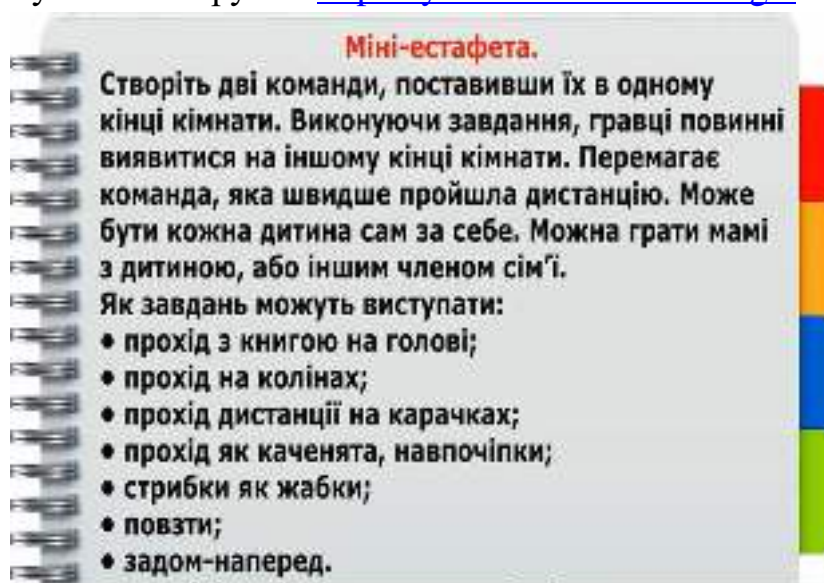 Міні-естафета.
Створіть дві команди, поставивши їх в одному
кінці кімнати. Виконуючи завдання, гравці повинні
виявитися на іншому кінці кімнати. Перемагає
команда, яка швидше пройшла дистанцію. Може
бути кожна дитина сам за себе. Можна грати мамі
з дитиною, або іншим членом сім'ї.
Як завдань можуть виступати:
• прохід з книгою на голові;
• прохід на колінах;
• прохід дистанції на карачках;
• прохід як каченята, навпочіпки;
• стрибки як жабки;
• повзти;
• задом-наперед.